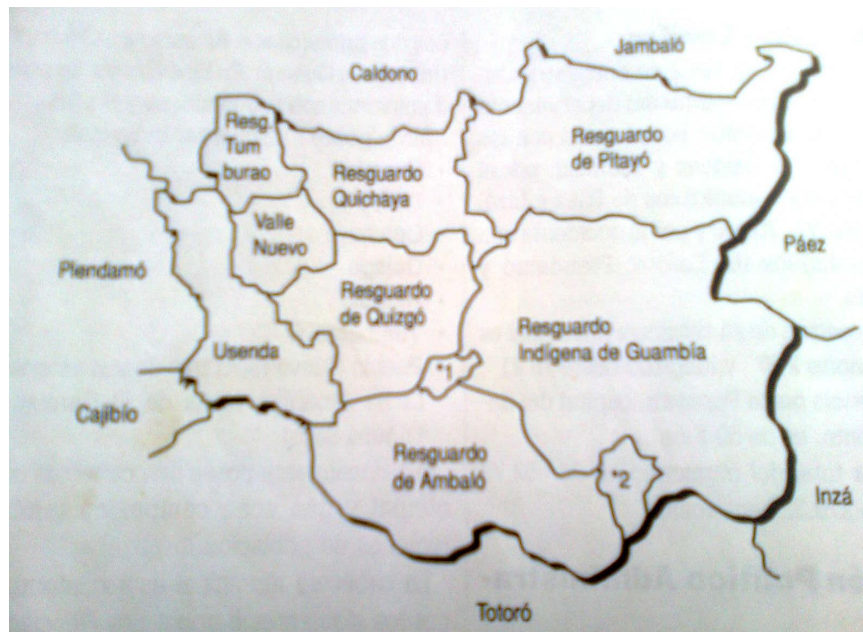 Jambaló
Caldono
Resg.
Tum
burao
Resguardo
de Pitayó
Resguardo
Quichaya
Valle
Nuevo
Páez
Piendamó
Resguardo
de Quizgó
Resguardo
Indígena de Guambía
Usenda
*1
Cajibío
Resguardo
de Ambaló
*2
Inzá
Totoró